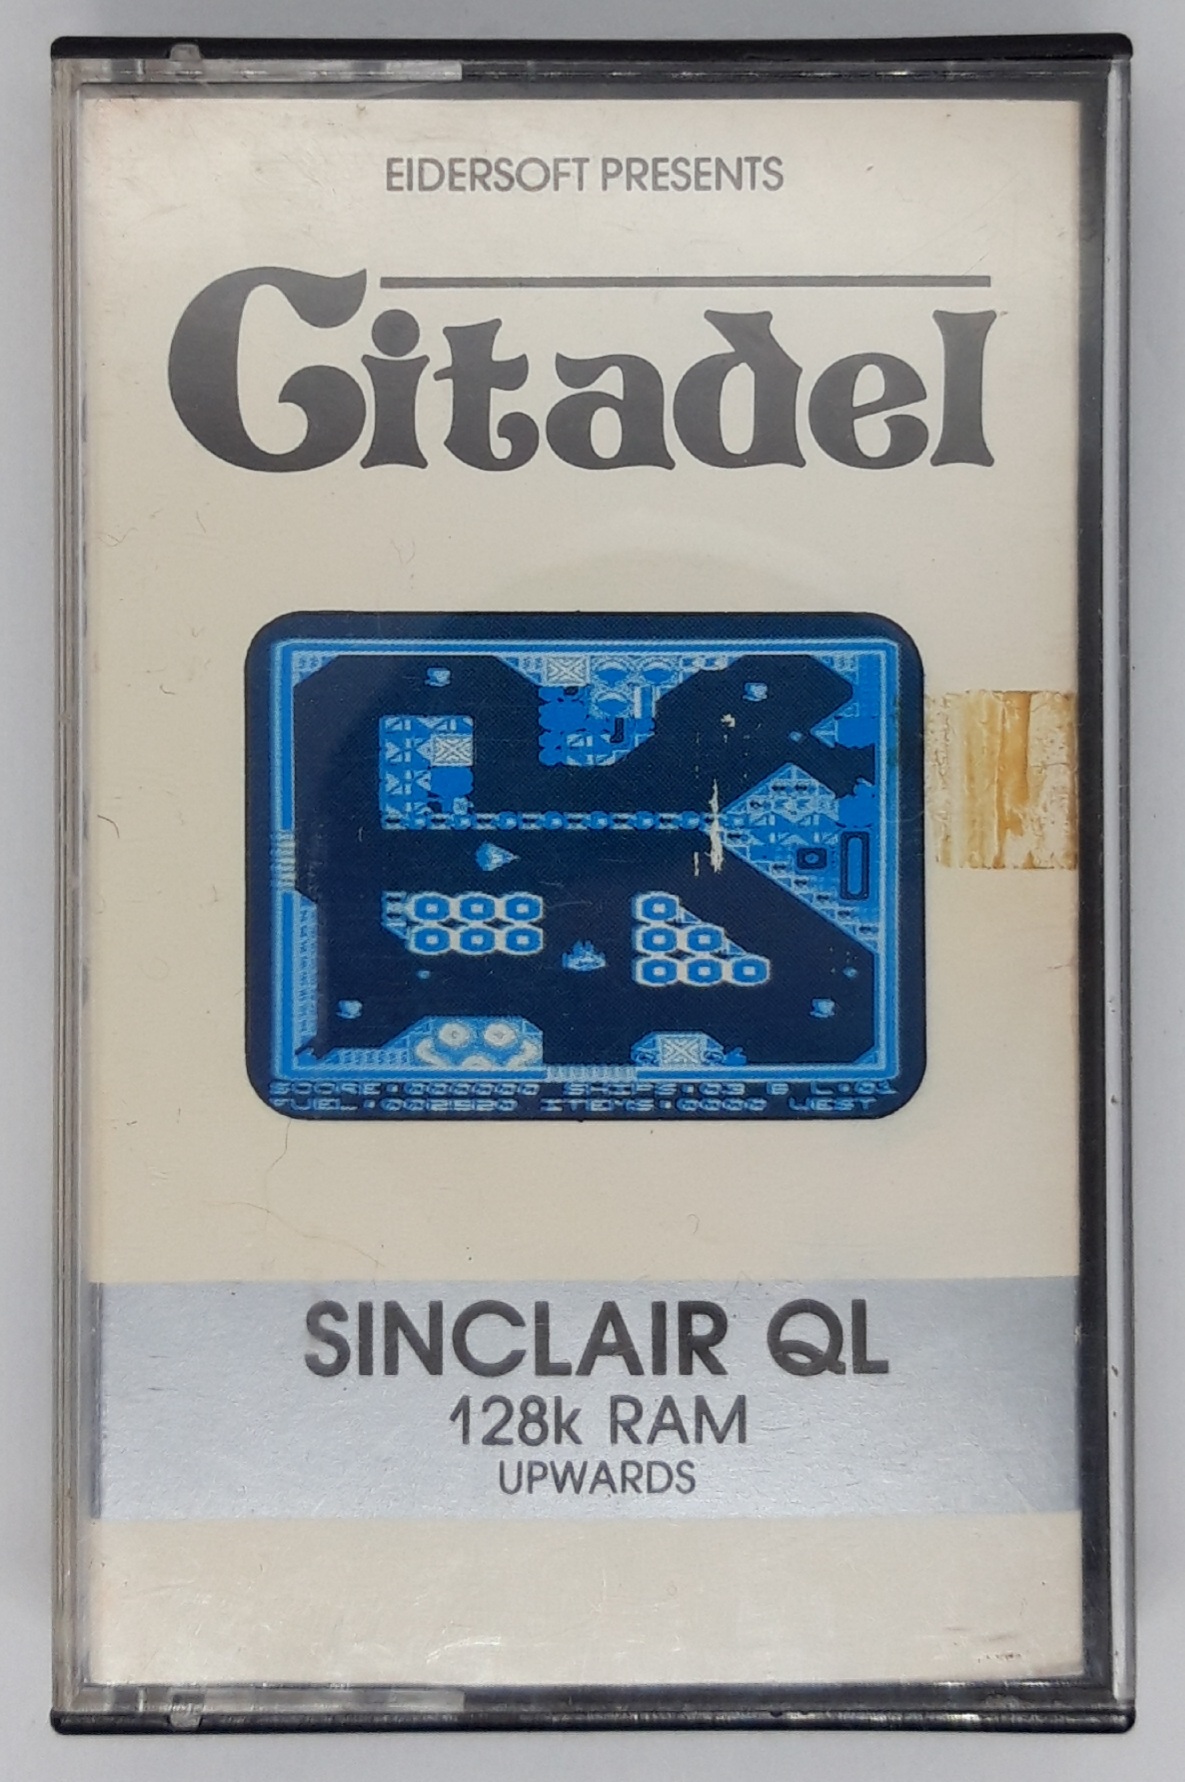 EIDERSOFT PRESENTS
Citadel
SCORE:000000 SHIPS:03 & L:01
FUEL:002520 ITEMS:0000 WEST
SINCLAIR QL
128k RAM
UPWARDS